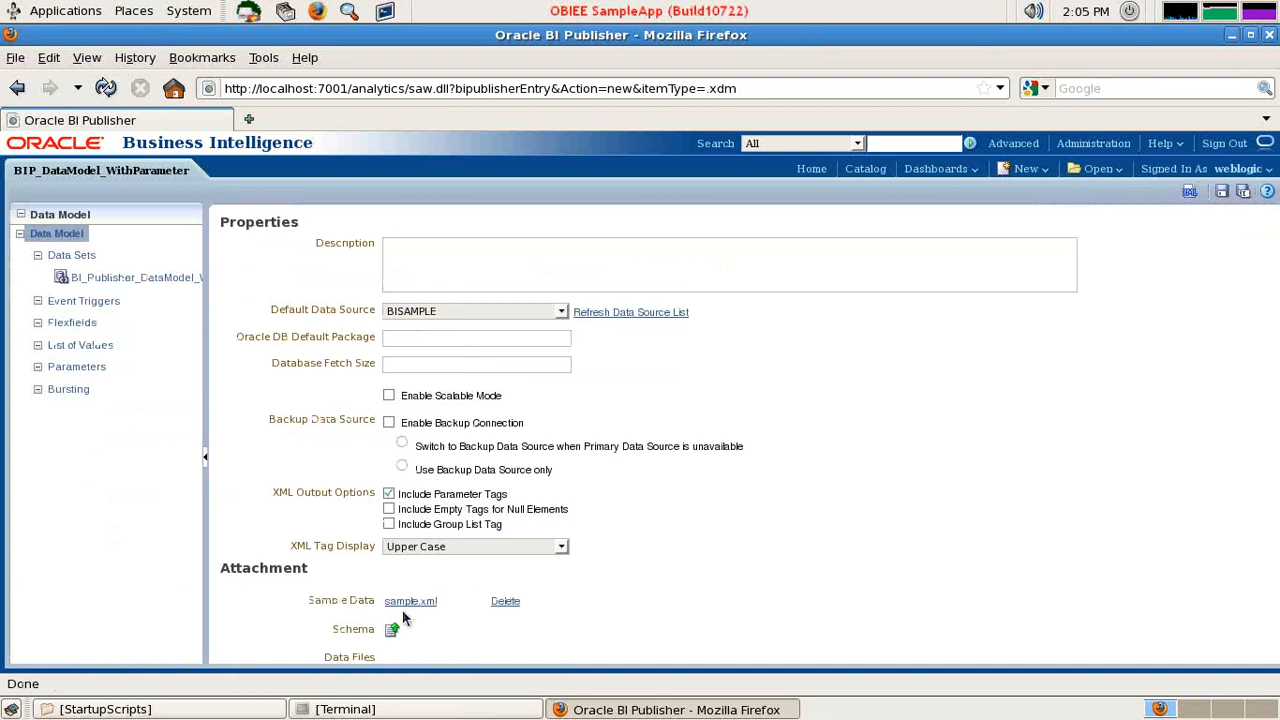 Applications Places System OBIEE SampleApp (Build10722) 2:05 PM
Oracle BI Publisher - Mozilla Firefox
File Edit View History Bookmarks Tools Help
http://localhost:7001/analytics/saw.dll?bipublisherEntry&Action=new&itemType=.xdm Google
Oracle BI Publisher
ORACLE Business Intelligence Search All Advanced Administration Help Sign Out
BIP_DataModel_WithParameter Home Catalog Dashboards New Open Signed In As weblogic
Data Model
Data Model
Data Sets
BI_Publisher_DataModel_W
Event Triggers
Flexfields
List of Values
Parameters
Bursting
Properties
Description
Default Data Source BISAMPLE Refresh Data Source List
Oracle DB Default Package
Database Fetch Size
Enable Scalable Mode
Backup Data Source Enable Backup Connection
Switch to Backup Data Source when Primary Data Source is unavailable
Use Backup Data Source only
XML Output Options Include Parameter Tags
Include Empty Tags for Null Elements
Include Group List Tag
XML Tag Display Upper Case
Attachment
Sample Data sample.xml Delete
Schema
Data Files
Done
[StartupScripts] [Terminal] Oracle BI Publisher - Mozilla Firefox